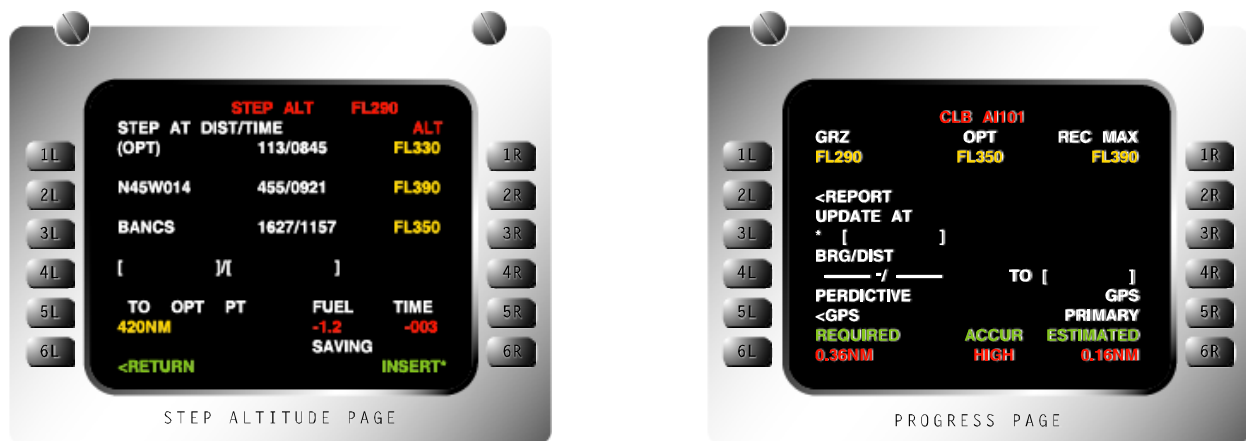 STEP ALT FL290
STEP AT DIST/TIME ALT
1L (OPT) 113/0845 FL330 1R
2L N45W014 455/0921 FL390 2R
3L BANCS 1627/1157 FL350 3R
4L [ ]/[ ] 4R
TO OPT PT FUEL TIME
5L 420NM -1.2 -003 5R
SAVING
6L <RETURN INSERT* 6R
STEP ALTITUDE PAGE
CLB AI101
GRZ OPT REC MAX
1L FL290 FL350 FL390 1R
2L <REPORT 2R
UPDATE AT
3L * [ ] 3R
BRG/DIST
4L ——— -/ ——— TO [ ] 4R
PERDICTIVE GPS
5L <GPS PRIMARY 5R
REQUIRED ACCUR ESTIMATED
6L 0.36NM HIGH 0.16NM 6R
PROGRESS PAGE